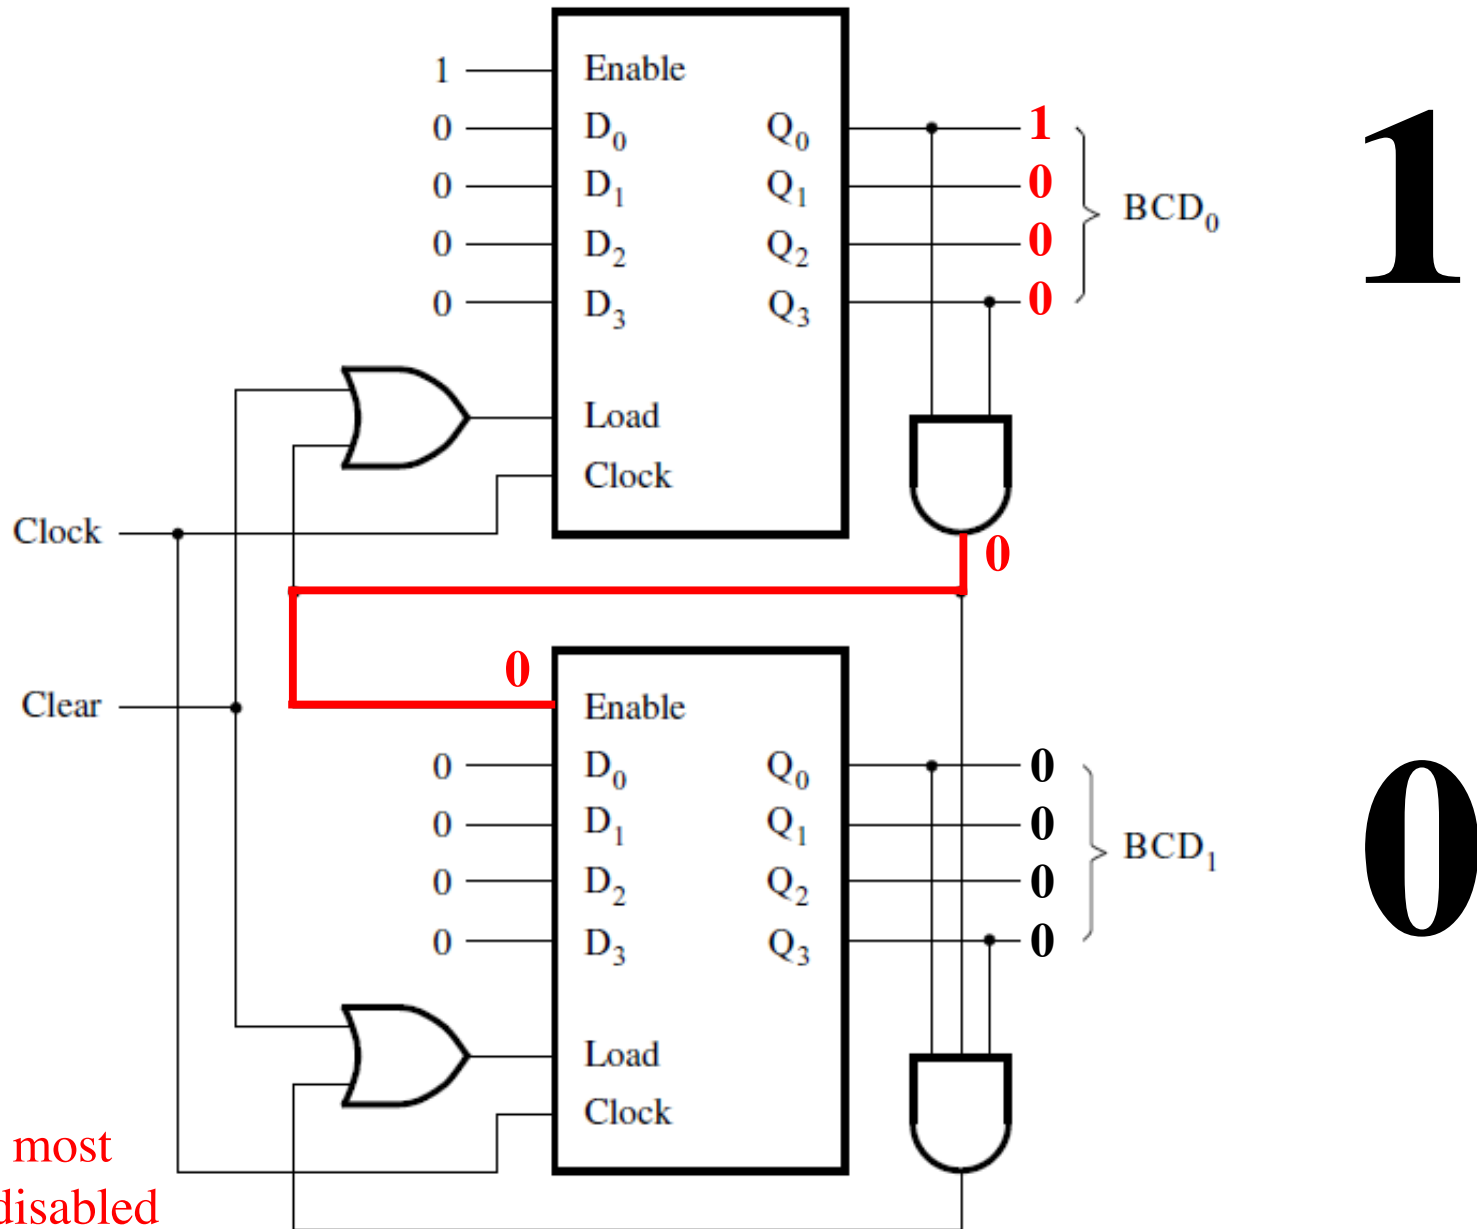 1 Enable
0 D0 Q0 1
0 D1 Q1 0
0 D2 Q2 0
0 D3 Q3 0
BCD0
1
Load
Clock
Clock
0
0
Clear
Enable
0 D0 Q0 0
0 D1 Q1 0
0 D2 Q2 0
0 D3 Q3 0
BCD1
0
Load
Clock
most
disabled